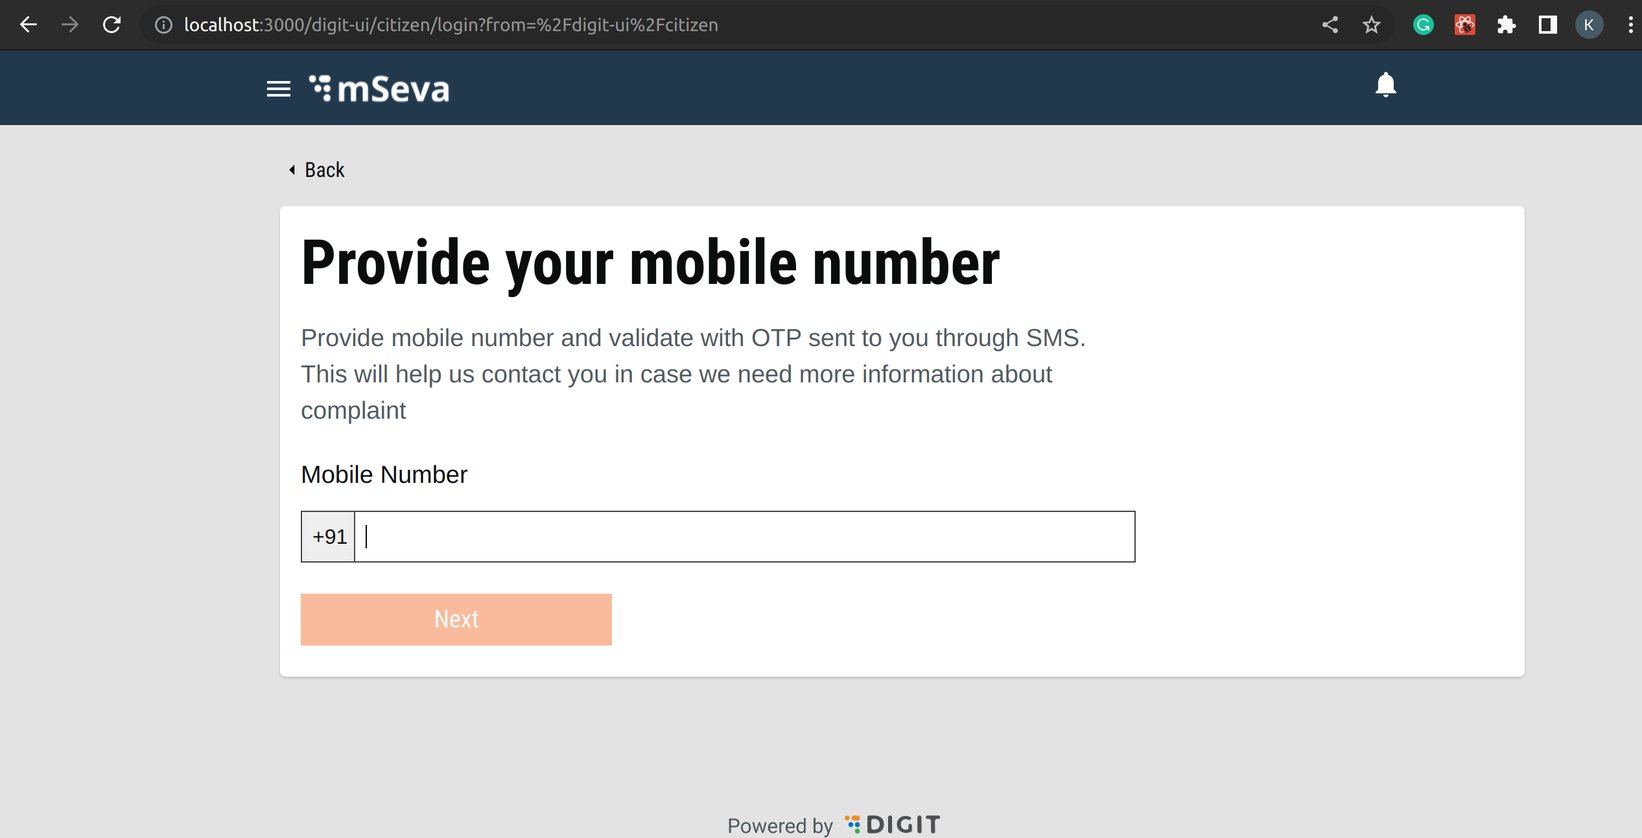 localhost:3000/digit-ui/citizen/login?from=%2Fdigit-ui%2Fcitizen
G
K
mSeva
Back
Provide your mobile number
Provide mobile number and validate with OTP sent to you through SMS.
This will help us contact you in case we need more information about
complaint
Mobile Number
+91
Next
Powered by DIGIT